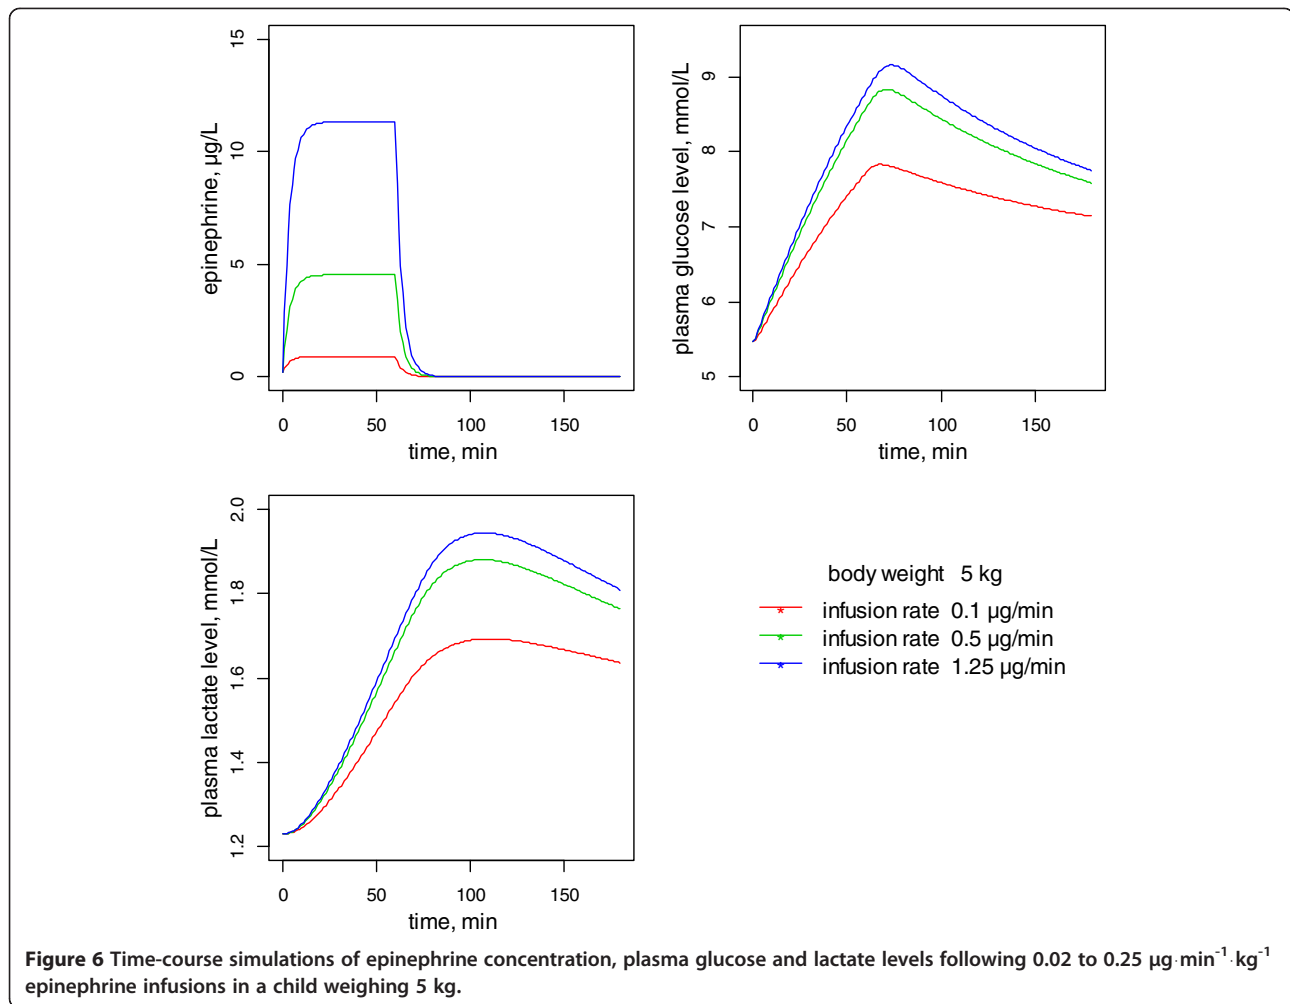 15
10
5
0
epinephrine, µg/L
0 50 100 150
time, min
9
8
7
6
5
plasma glucose level, mmol/L
0 50 100 150
time, min
2.0
1.8
1.6
1.4
1.2
plasma lactate level, mmol/L
0 50 100 150
time, min
body weight 5 kg
infusion rate 0.1 µg/min
infusion rate 0.5 µg/min
infusion rate 1.25 µg/min
Figure 6 Time-course simulations of epinephrine concentration, plasma glucose and lactate levels following 0.02 to 0.25 µg·min⁻¹·kg⁻¹
epinephrine infusions in a child weighing 5 kg.